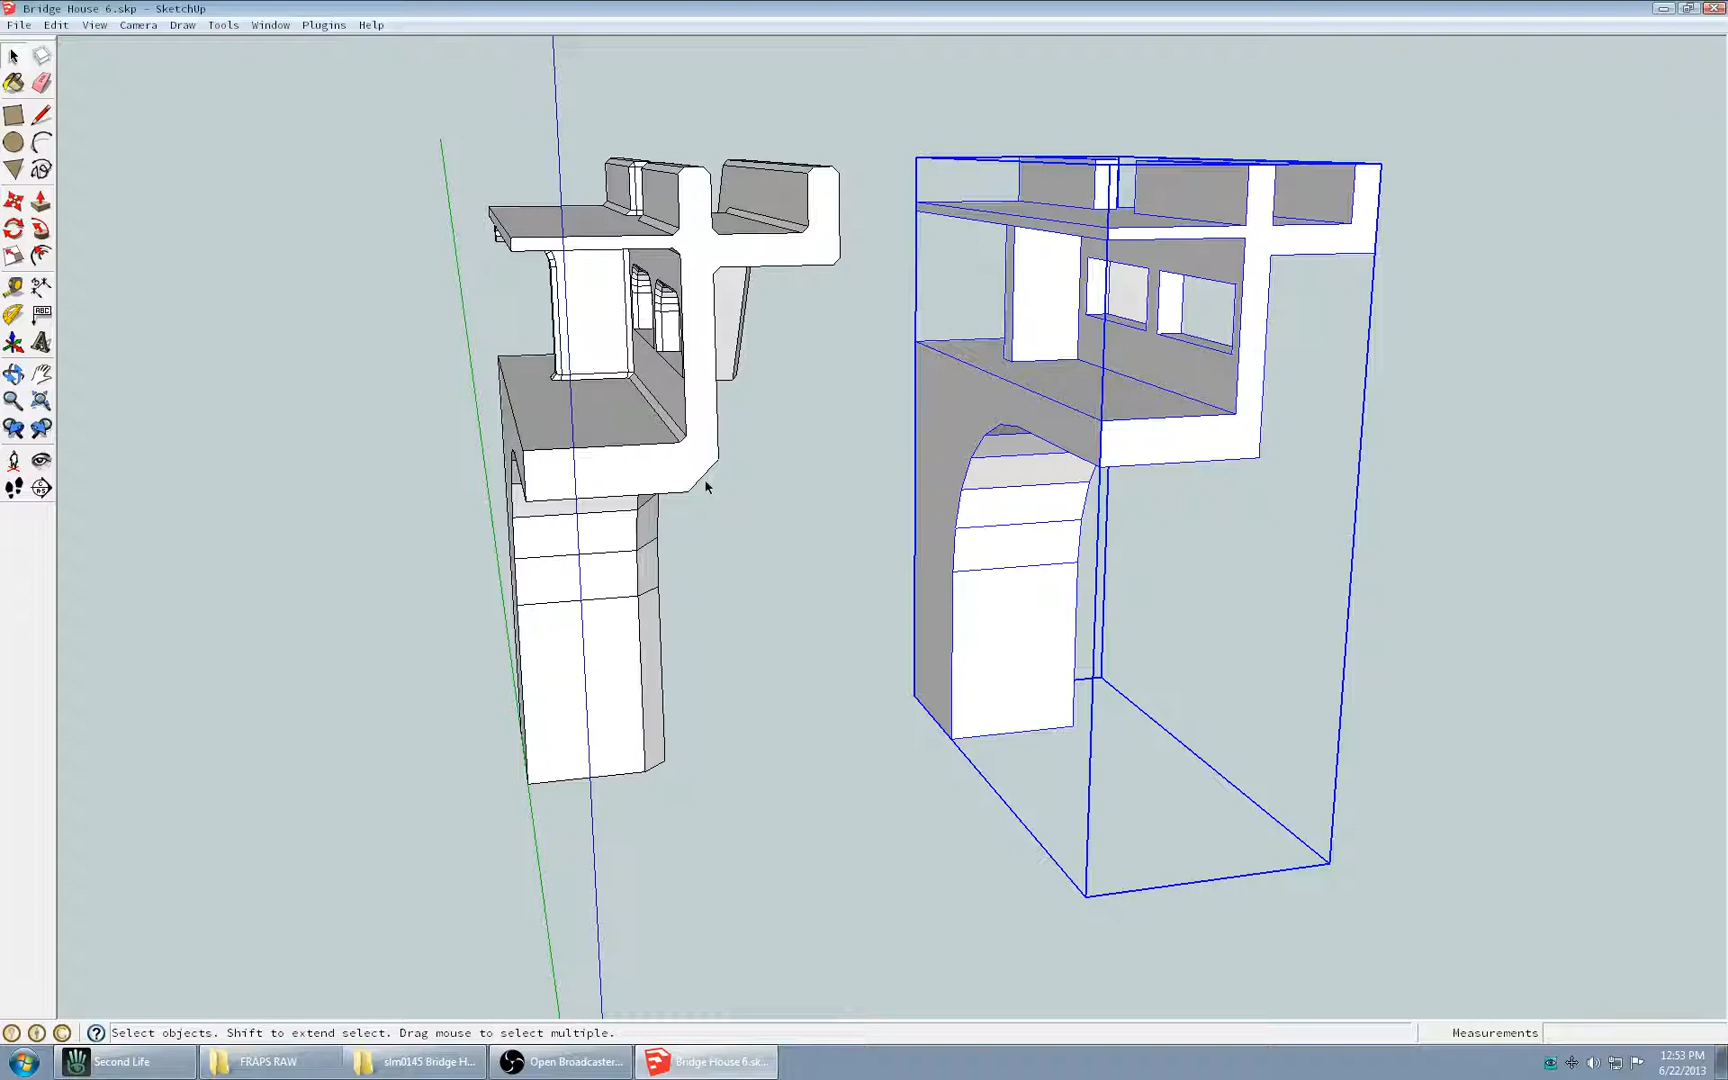 Bridge House 6.skp - SketchUp
File Edit View Camera Draw Tools Window Plugins Help
ABC
Select objects. Shift to extend select. Drag mouse to select multiple.
Measurements
Second Life
FRAPS RAW
slm0145 Bridge H...
Open Broadcaster...
Bridge House 6.sk...
12:53 PM
6/22/2013